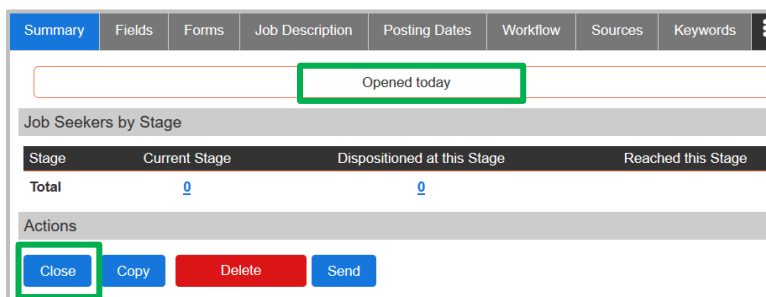 Summary Fields Forms Job Description Posting Dates Workflow Sources Keywords
Opened today
Job Seekers by Stage
Stage Current Stage Dispositioned at this Stage Reached this Stage
Total 0 0
Actions
Close Copy Delete Send